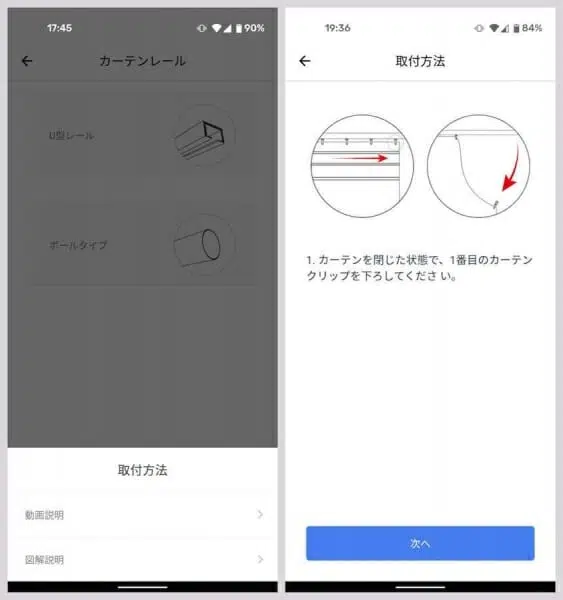 17:45
90%
カーテンレール
U型レール
ポールタイプ
取付方法
動画説明
図解説明
19:36
84%
取付方法
1. カーテンを閉じた状態で、1番目のカーテン
クリップを下ろしてくださ い。
次へ